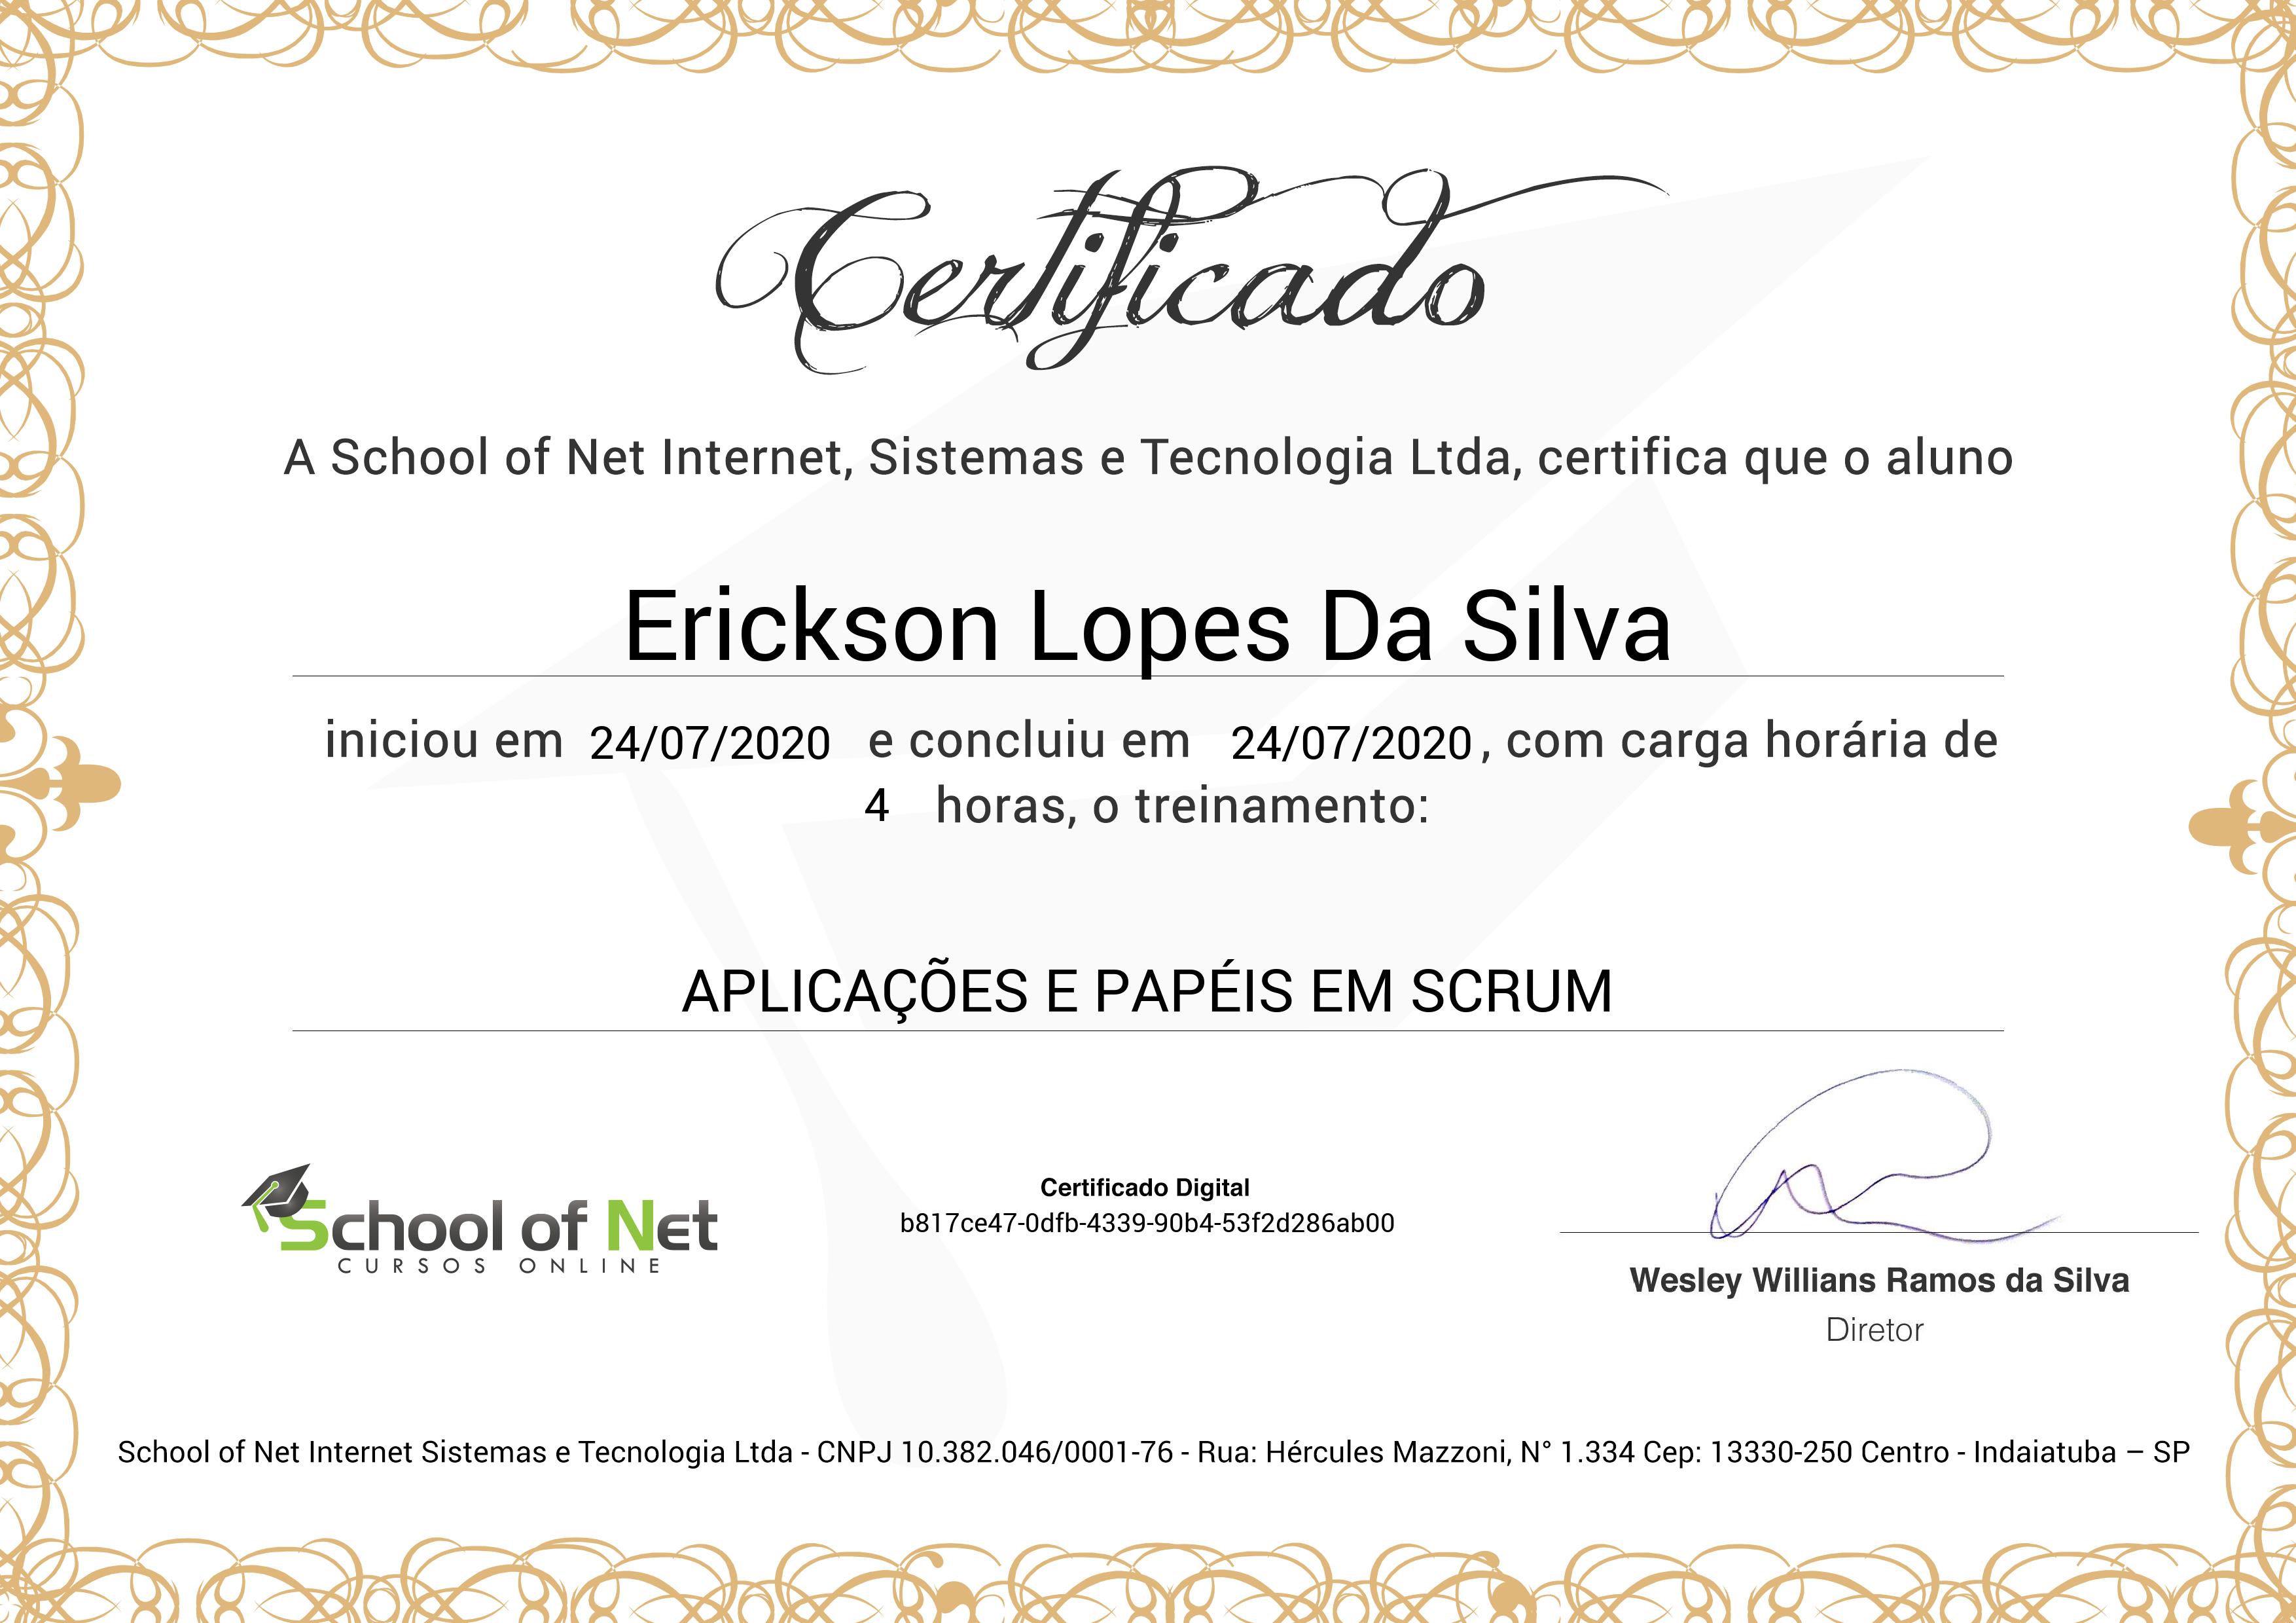 Certificado
A School of Net Internet, Sistemas e Tecnologia Ltda, certifica que o aluno
Erickson Lopes Da Silva
iniciou em 24/07/2020 e concluiu em 24/07/2020, com carga horária de
4 horas, o treinamento:
APLICAÇÕES E PAPÉIS EM SCRUM
School of Net
CURSOS ONLINE
Certificado Digital
b817ce47-0dfb-4339-90b4-53f2d286ab00
Wesley Willians Ramos da Silva
Diretor
School of Net Internet Sistemas e Tecnologia Ltda - CNPJ 10.382.046/0001-76 - Rua: Hércules Mazzoni, N° 1.334 Cep: 13330-250 Centro - Indaiatuba – SP